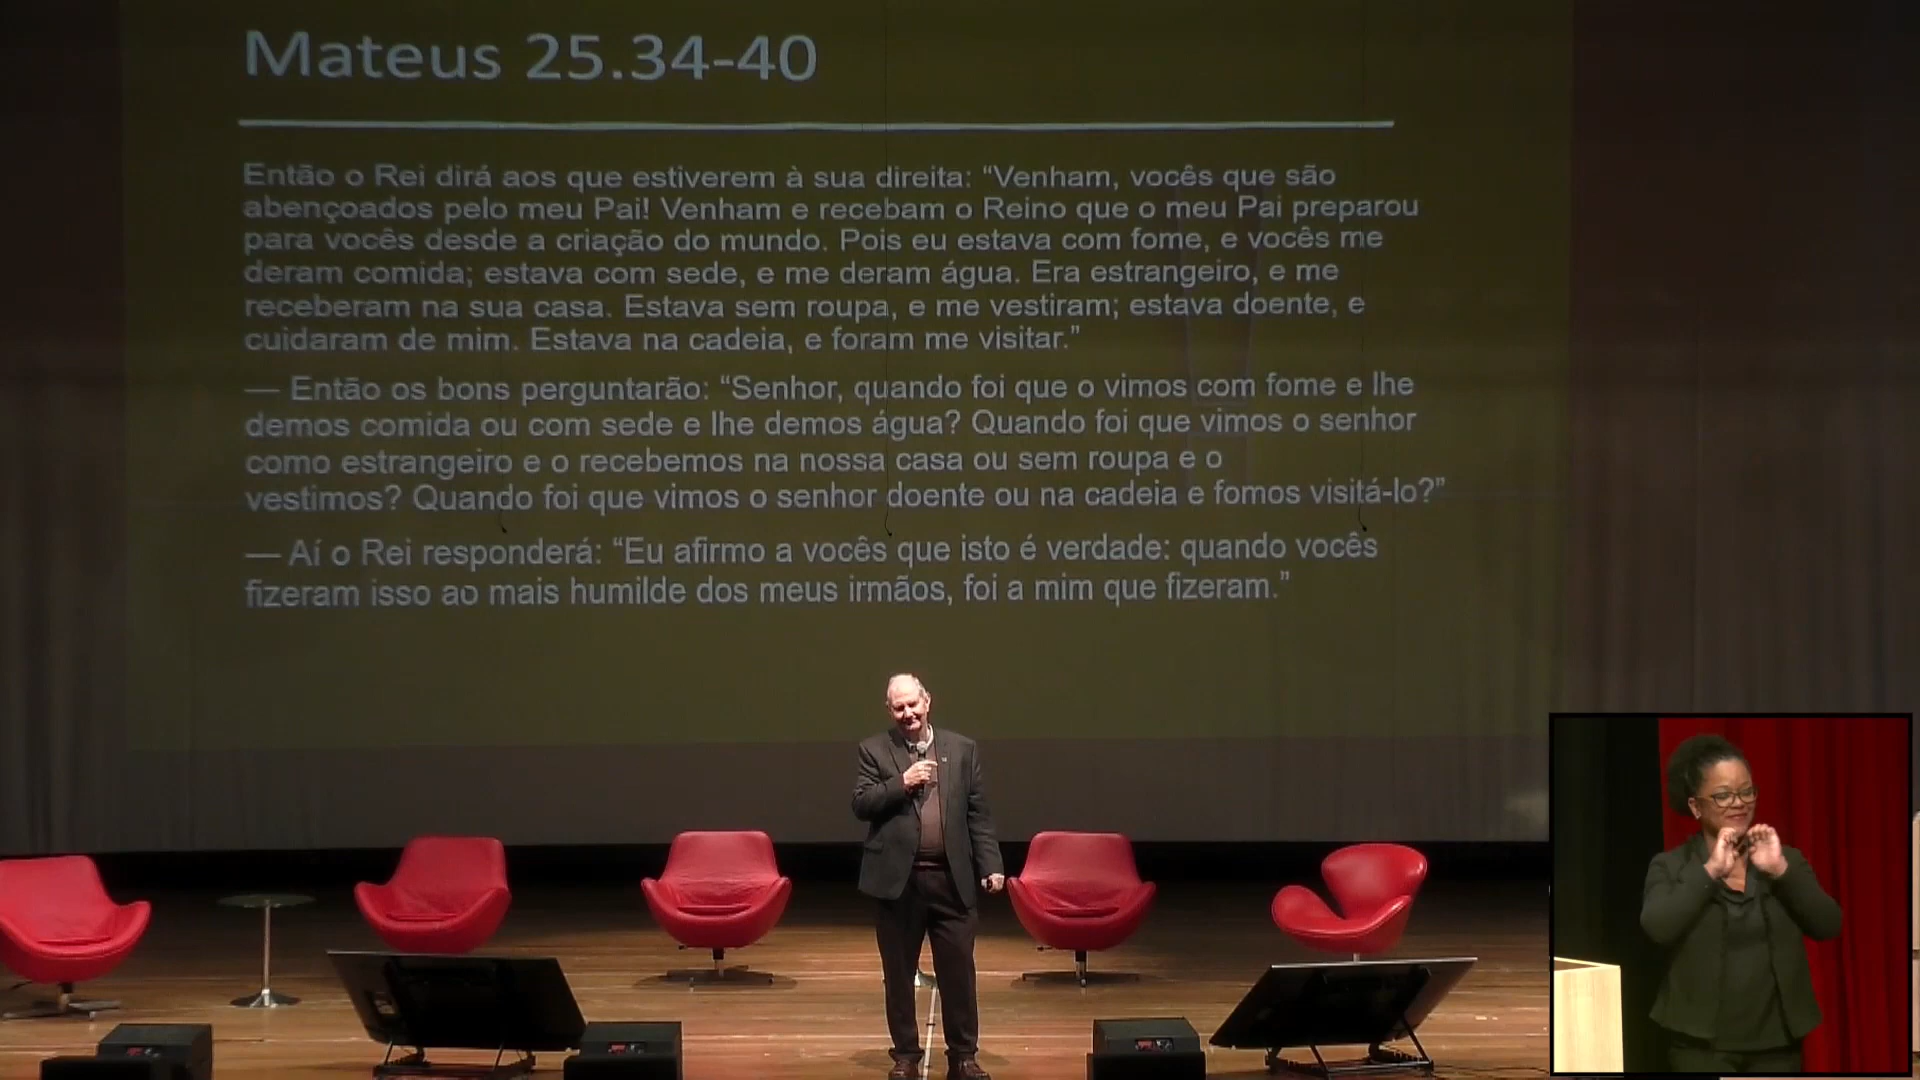 Mateus 25.34-40
Então o Rei dirá aos que estiverem à sua direita: “Venham, vocês que são
abençoados pelo meu Pai! Venham e recebam o Reino que o meu Pai preparou
para vocês desde a criação do mundo. Pois eu estava com fome, e vocês me
deram comida; estava com sede, e me deram água. Era estrangeiro, e me
receberam na sua casa. Estava sem roupa, e me vestiram; estava doente, e
cuidaram de mim. Estava na cadeia, e foram me visitar.”
— Então os bons perguntarão: “Senhor, quando foi que o vimos com fome e lhe
demos comida ou com sede e lhe demos água? Quando foi que vimos o senhor
como estrangeiro e o recebemos na nossa casa ou sem roupa e o
vestimos? Quando foi que vimos o senhor doente ou na cadeia e fomos visitá-lo?”
— Aí o Rei responderá: “Eu afirmo a vocês que isto é verdade: quando vocês
fizeram isso ao mais humilde dos meus irmãos, foi a mim que fizeram.”